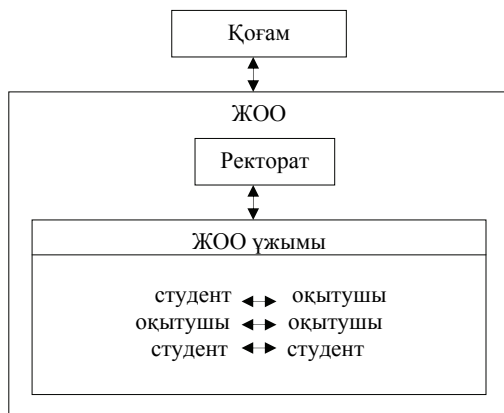 Қоғам
ЖОО
Ректорат
ЖОО ұжымы
студент оқытушы
оқытушы оқытушы
студент студент